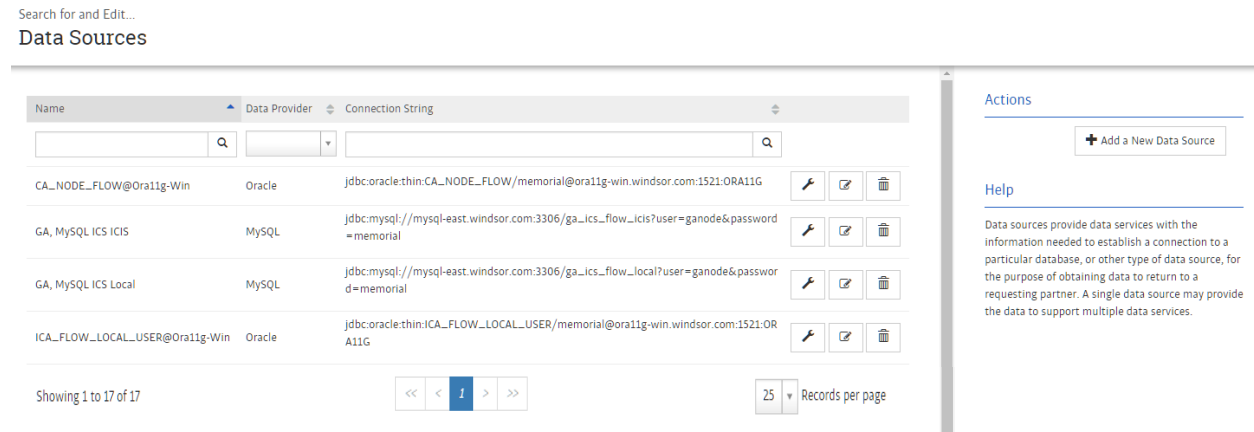 Search for and Edit...
Data Sources
Name
Data Provider
Connection String
CA_NODE_FLOW@Ora11g-Win
Oracle
jdbc:oracle:thin:CA_NODE_FLOW/memorial@ora11g-win.windsor.com:1521:ORA11G
GA, MySQL ICS ICIS
MySQL
jdbc:mysql://mysql-east.windsor.com:3306/ga_ics_flow_icis?user=ganode&password
=memorial
GA, MySQL ICS Local
MySQL
jdbc:mysql://mysql-east.windsor.com:3306/ga_ics_flow_local?user=ganode&passwor
d=memorial
ICA_FLOW_LOCAL_USER@Ora11g-Win
Oracle
jdbc:oracle:thin:ICA_FLOW_LOCAL_USER/memorial@ora11g-win.windsor.com:1521:OR
A11G
Showing 1 to 17 of 17
<< < 1 > >>
25 Records per page
Actions
+ Add a New Data Source
Help
Data sources provide data services with the
information needed to establish a connection to a
particular database, or other type of data source, for
the purpose of obtaining data to return to a
requesting partner. A single data source may provide
the data to support multiple data services.